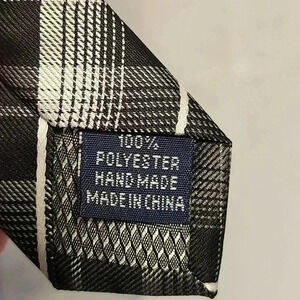 100%
POLYESTER
HAND MADE
MADE IN CHINA